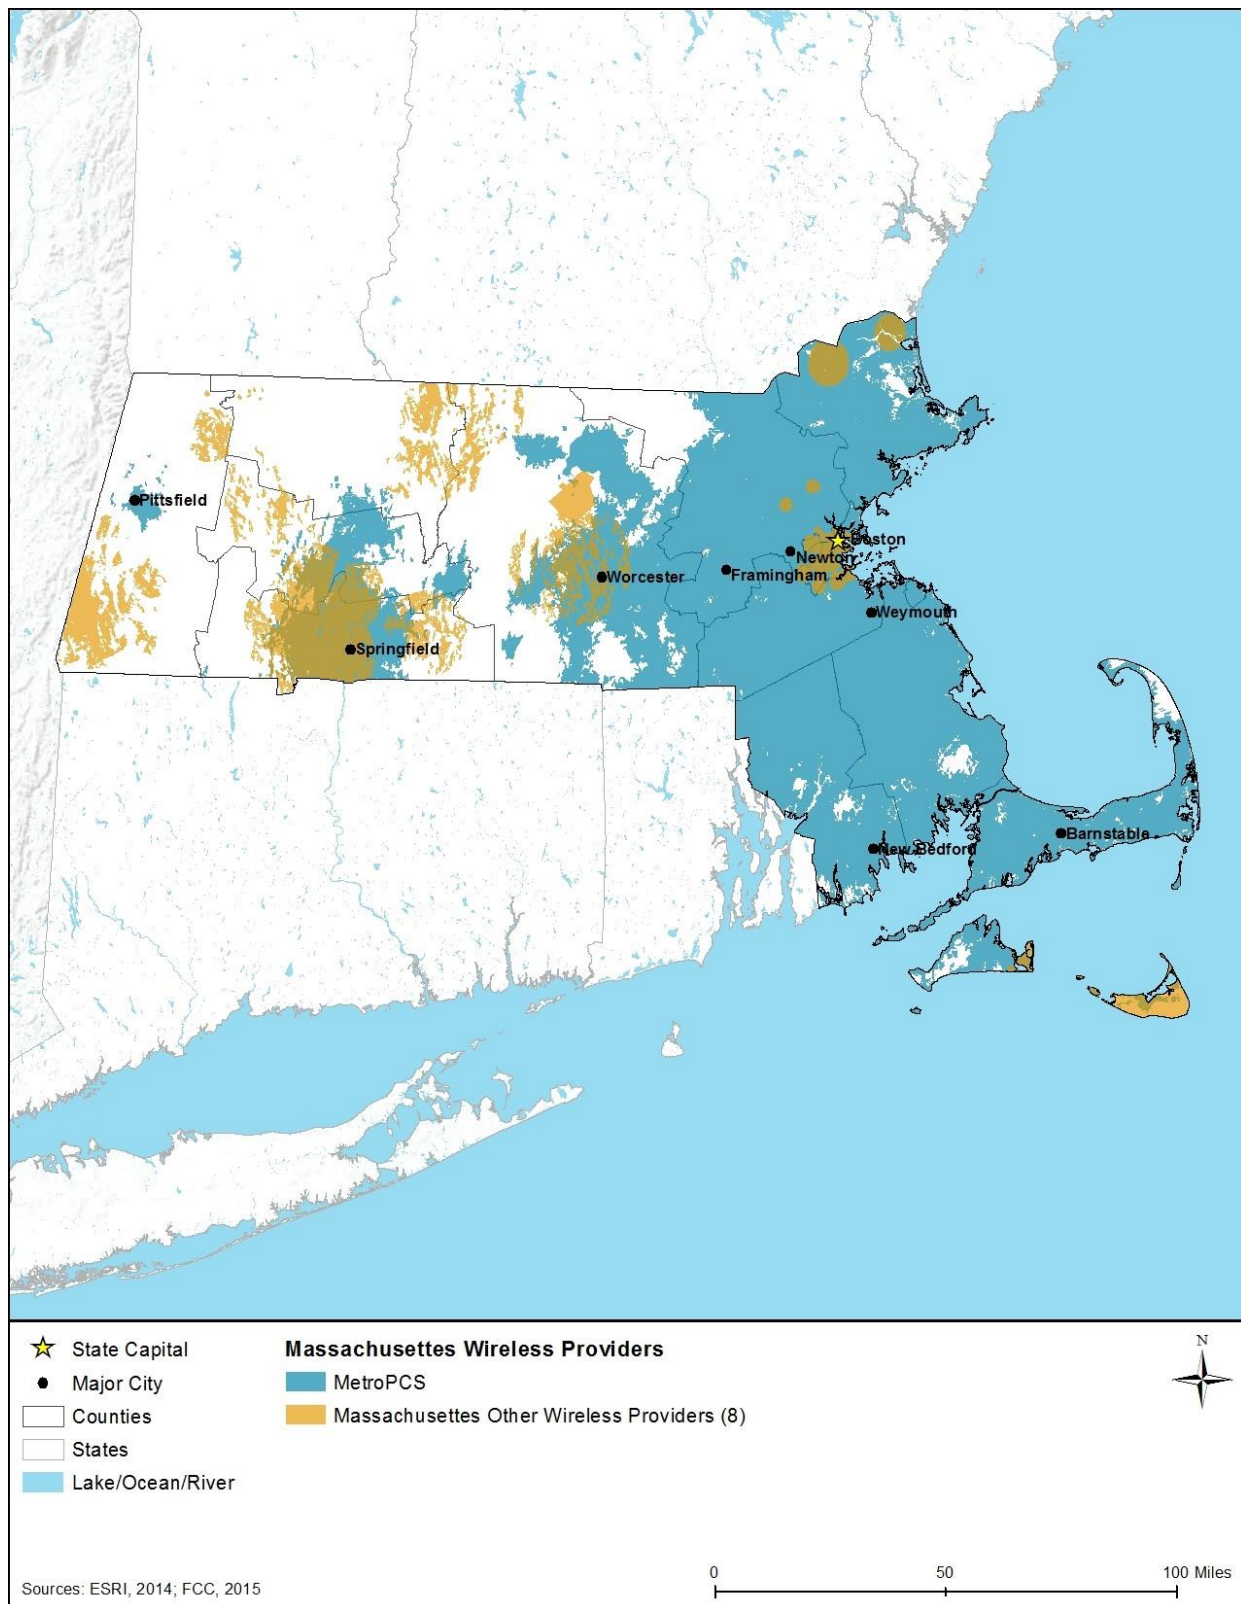 Pittsfield
Boston
Newton
Framingham
Worcester
Weymouth
Springfield
Barnstable
New Bedford
State Capital
Major City
Counties
States
Lake/Ocean/River
Massachusettes Wireless Providers
MetroPCS
Massachusettes Other Wireless Providers (8)
N
Sources: ESRI, 2014; FCC, 2015
0 50 100 Miles